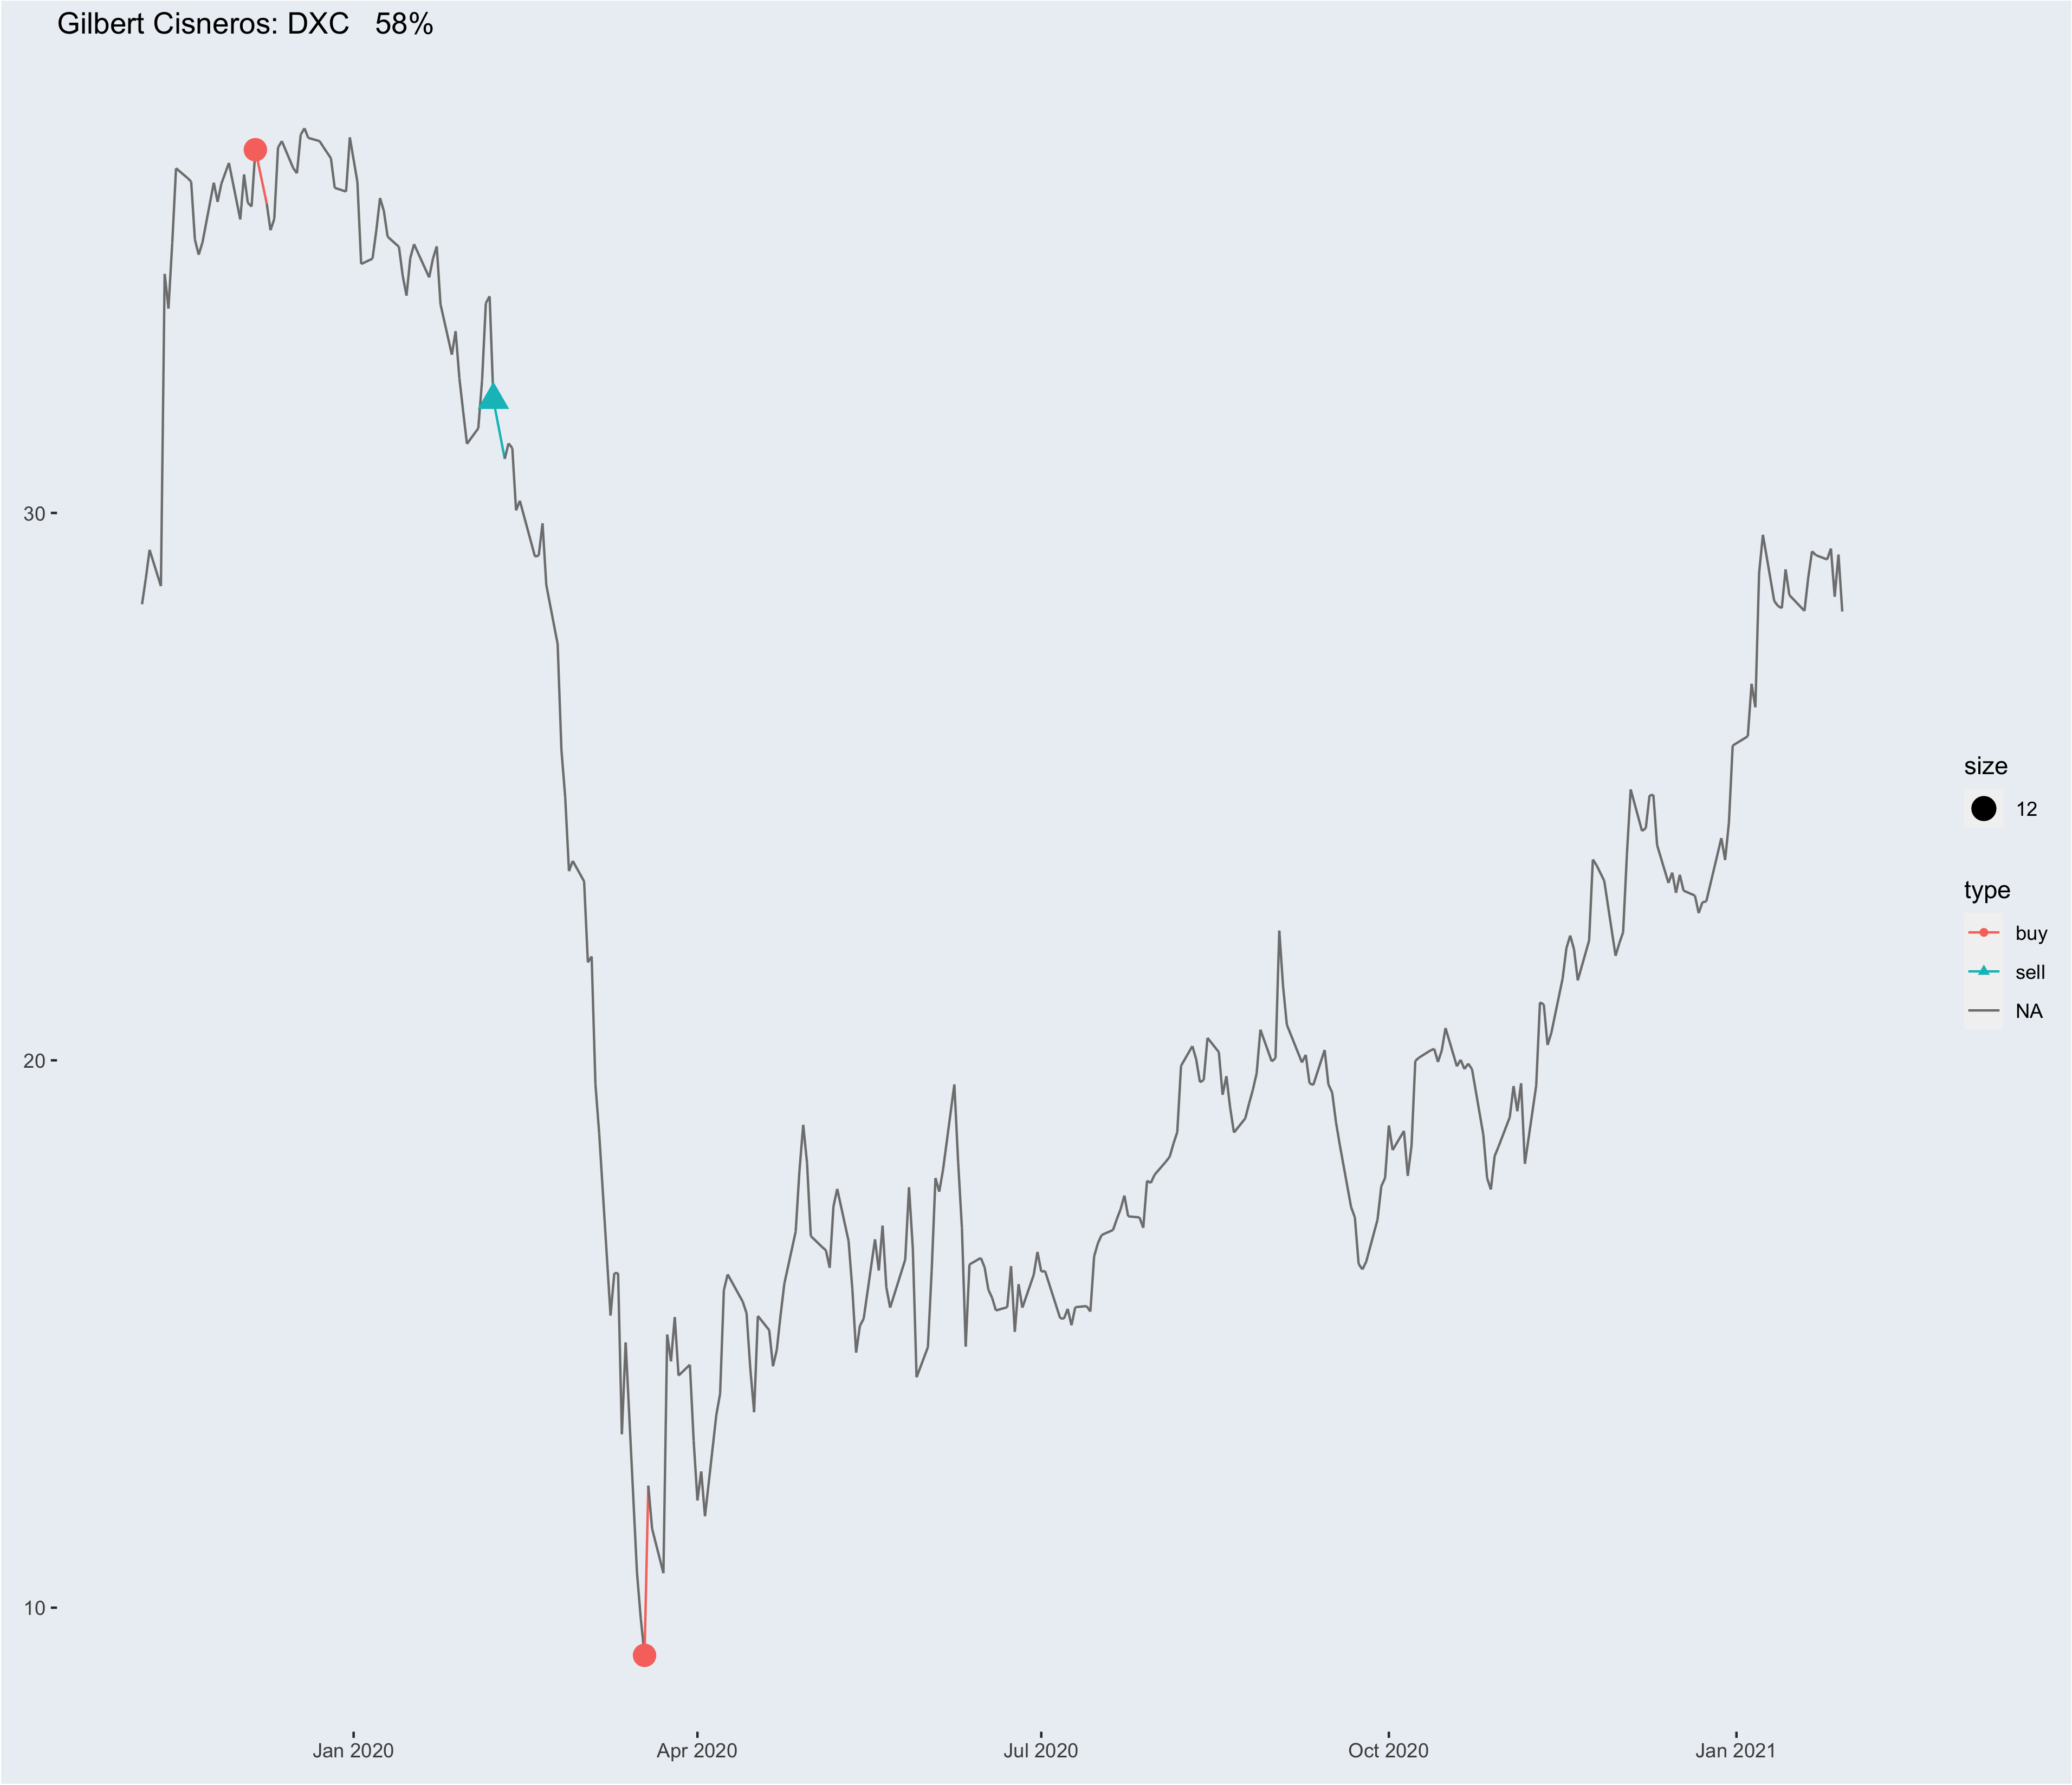 Gilbert Cisneros: DXC   58%
30
20
10
Jan 2020
Apr 2020
Jul 2020
Oct 2020
Jan 2021
size
12
type
buy
sell
NA